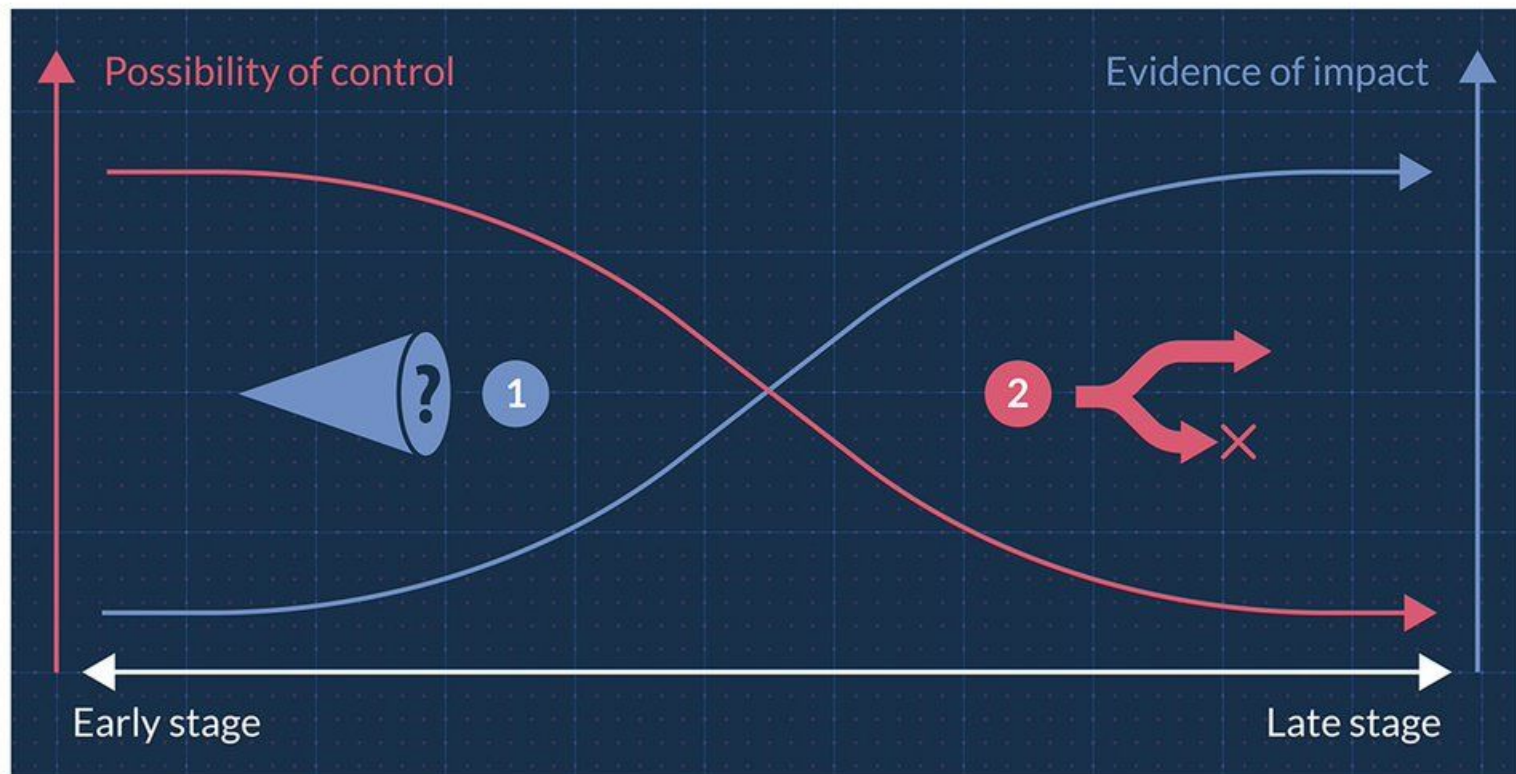 Possibility of control
Evidence of impact
?
1
2
Early stage
Late stage